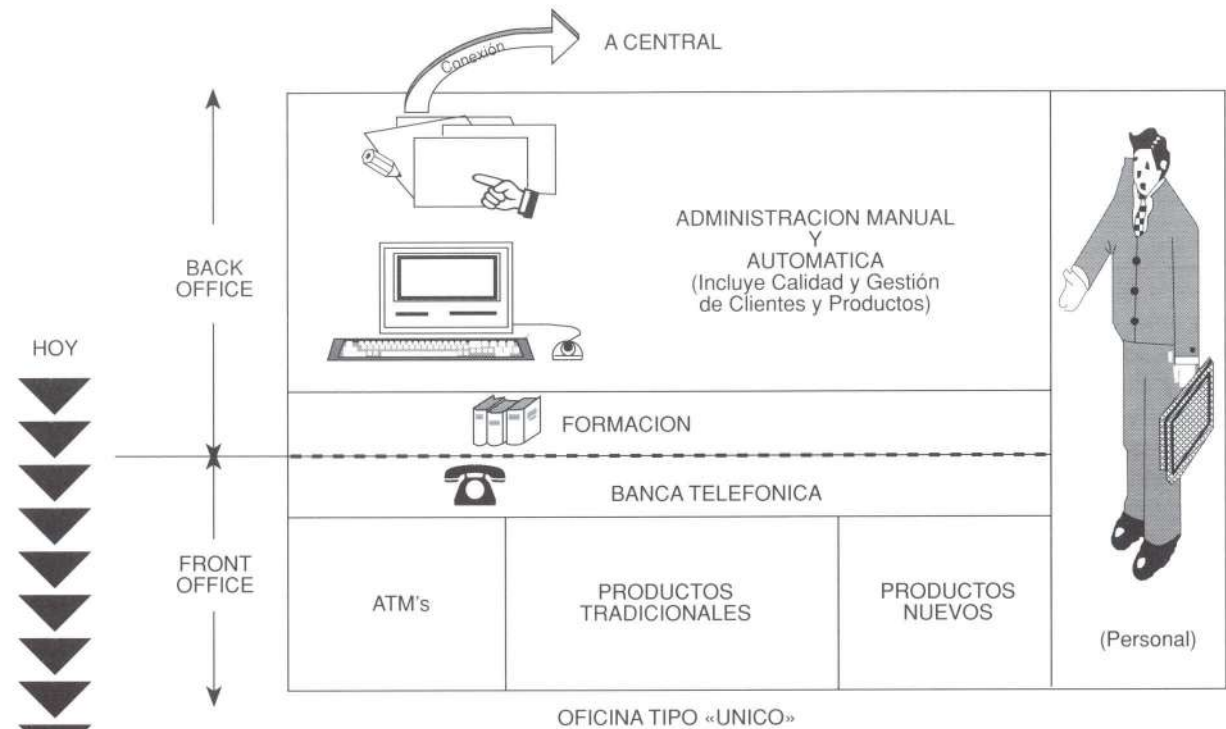 Conexión
A CENTRAL
BACK
OFFICE
ADMINISTRACION MANUAL
Y
AUTOMATICA
(Incluye Calidad y Gestión
de Clientes y Productos)
HOY
FORMACION
BANCA TELEFONICA
FRONT
OFFICE
ATM's
PRODUCTOS
TRADICIONALES
PRODUCTOS
NUEVOS
(Personal)
OFICINA TIPO «UNICO»